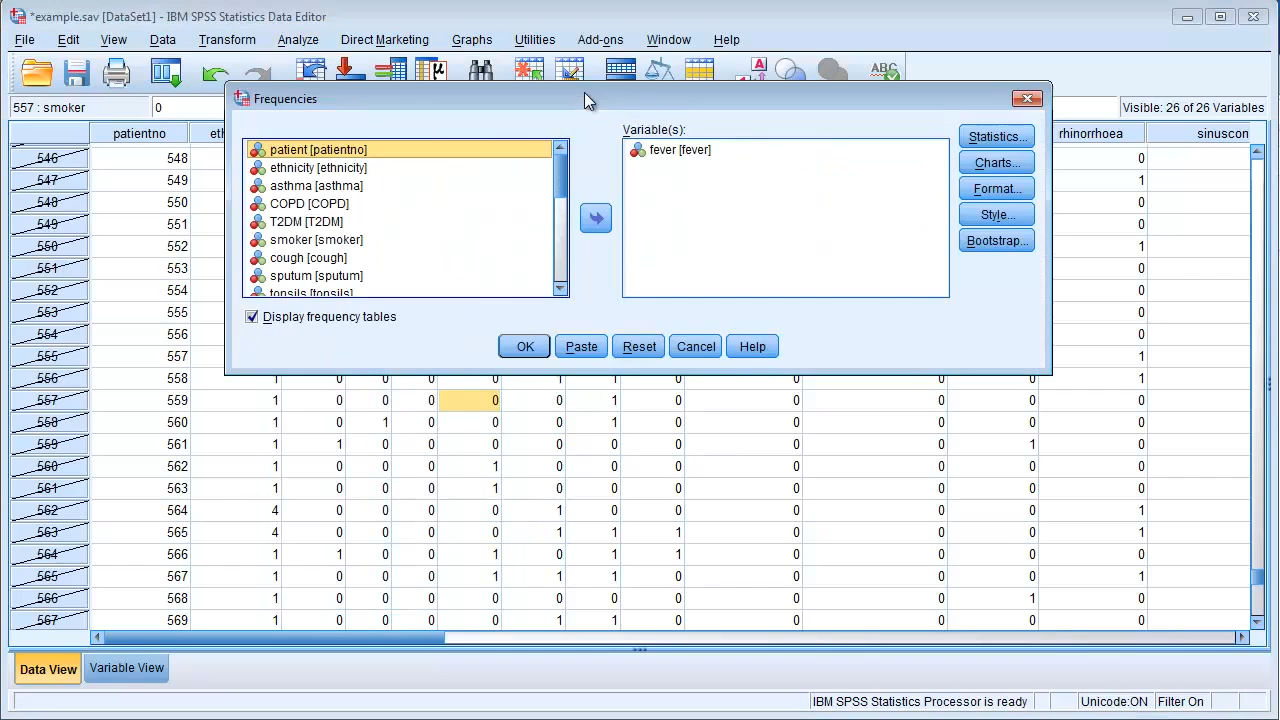 *example.sav [DataSet1] - IBM SPSS Statistics Data Editor
File Edit View Data Transform Analyze Direct Marketing Graphs Utilities Add-ons Window Help
A
ABC
557 : smoker 0 Visible: 26 of 26 Variables
Frequencies
patientno eth rhinorrhoea sinuscon
Variable(s):
patient [patientno]
ethnicity [ethnicity]
asthma [asthma]
COPD [COPD]
T2DM [T2DM]
smoker [smoker]
cough [cough]
sputum [sputum]
tonsils [tonsils]
fever [fever]
Statistics...
Charts...
Format...
Style...
Bootstrap...
Display frequency tables
OK Paste Reset Cancel Help
546 548 0
547 549 1
548 550 0
549 551 0
550 552 1
551 553 0
552 554 0
553 555 0
554 556 0
555 557 1
556 558 1 0 0 0 0 1 1 0 0 0 0 1
557 559 1 0 0 0 0 0 1 0 0 0 0 0
558 560 1 0 1 0 0 0 1 0 0 0 0 0
559 561 1 1 0 0 0 0 0 0 0 0 1 0
560 562 1 0 0 0 1 0 0 0 0 0 0 0
561 563 1 0 0 0 1 0 0 0 0 0 0 0
562 564 4 0 0 0 0 1 0 0 0 0 0 1
563 565 4 0 0 0 0 1 1 1 0 0 0 1
564 566 1 1 0 0 1 0 1 1 0 0 0 0
565 567 1 0 0 0 1 1 1 0 0 0 0 1
566 568 1 0 0 0 0 0 0 0 0 0 1 0
567 569 1 0 0 0 0 1 1 0 0 0 0 0
Data View Variable View
IBM SPSS Statistics Processor is ready Unicode:ON Filter On